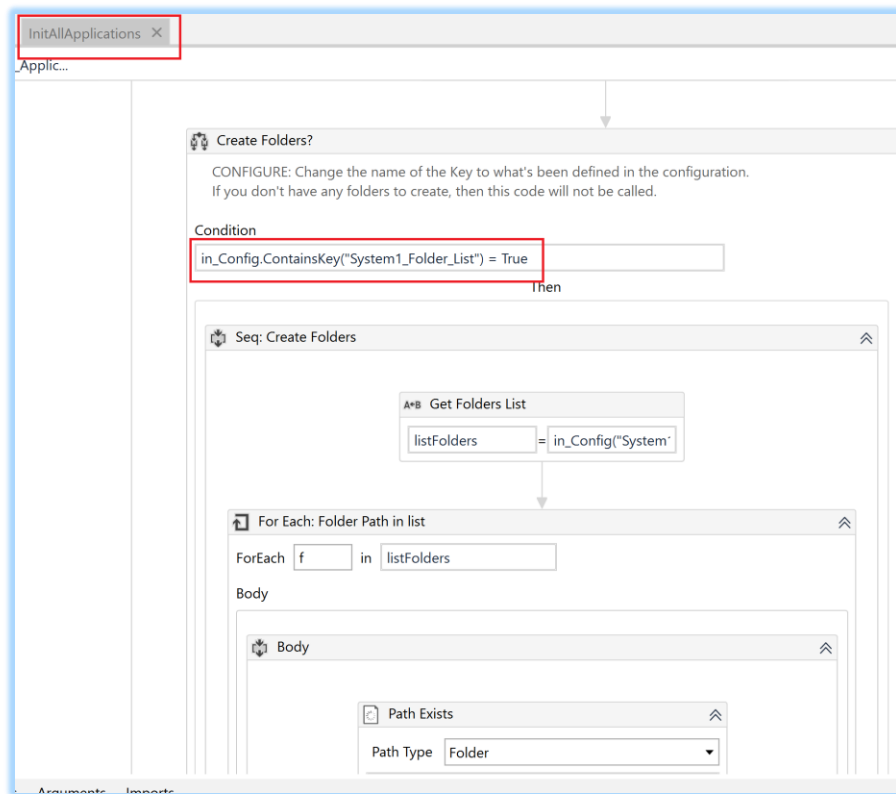 InitAllApplications
_Applic...
Create Folders?
CONFIGURE: Change the name of the Key to what's been defined in the configuration.
If you don't have any folders to create, then this code will not be called.
Condition
in_Config.ContainsKey("System1_Folder_List") = True
Then
Seq: Create Folders
A*B Get Folders List
listFolders = in_Config("System1
For Each: Folder Path in list
ForEach f in listFolders
Body
Body
Path Exists
Path Type Folder
Arguments Imports